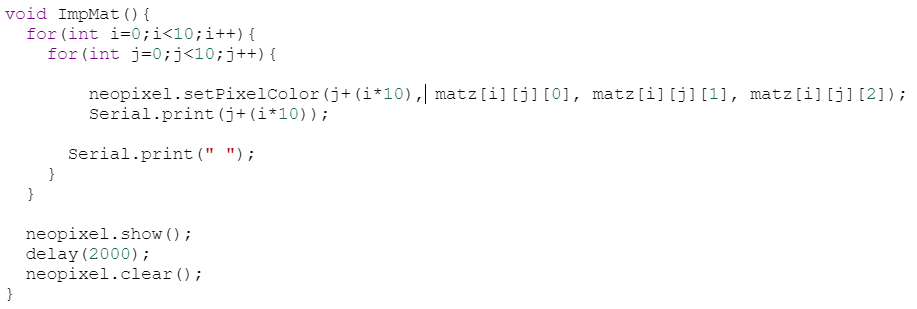 void ImpMat(){
for(int i=0;i<10;i++){
for(int j=0;j<10;j++){
neopixel.setPixelColor(j+(i*10), matz[i][j][0], matz[i][j][1], matz[i][j][2]);
Serial.print(j+(i*10));
Serial.print(" ");
}
}
neopixel.show();
delay(2000);
neopixel.clear();
}